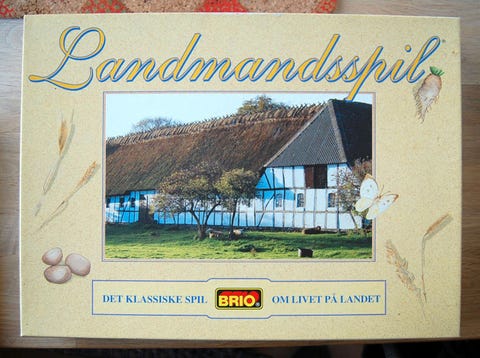 Landmandsspil
DET KLASSISKE SPIL BRIO® OM LIVET PÅ LANDET